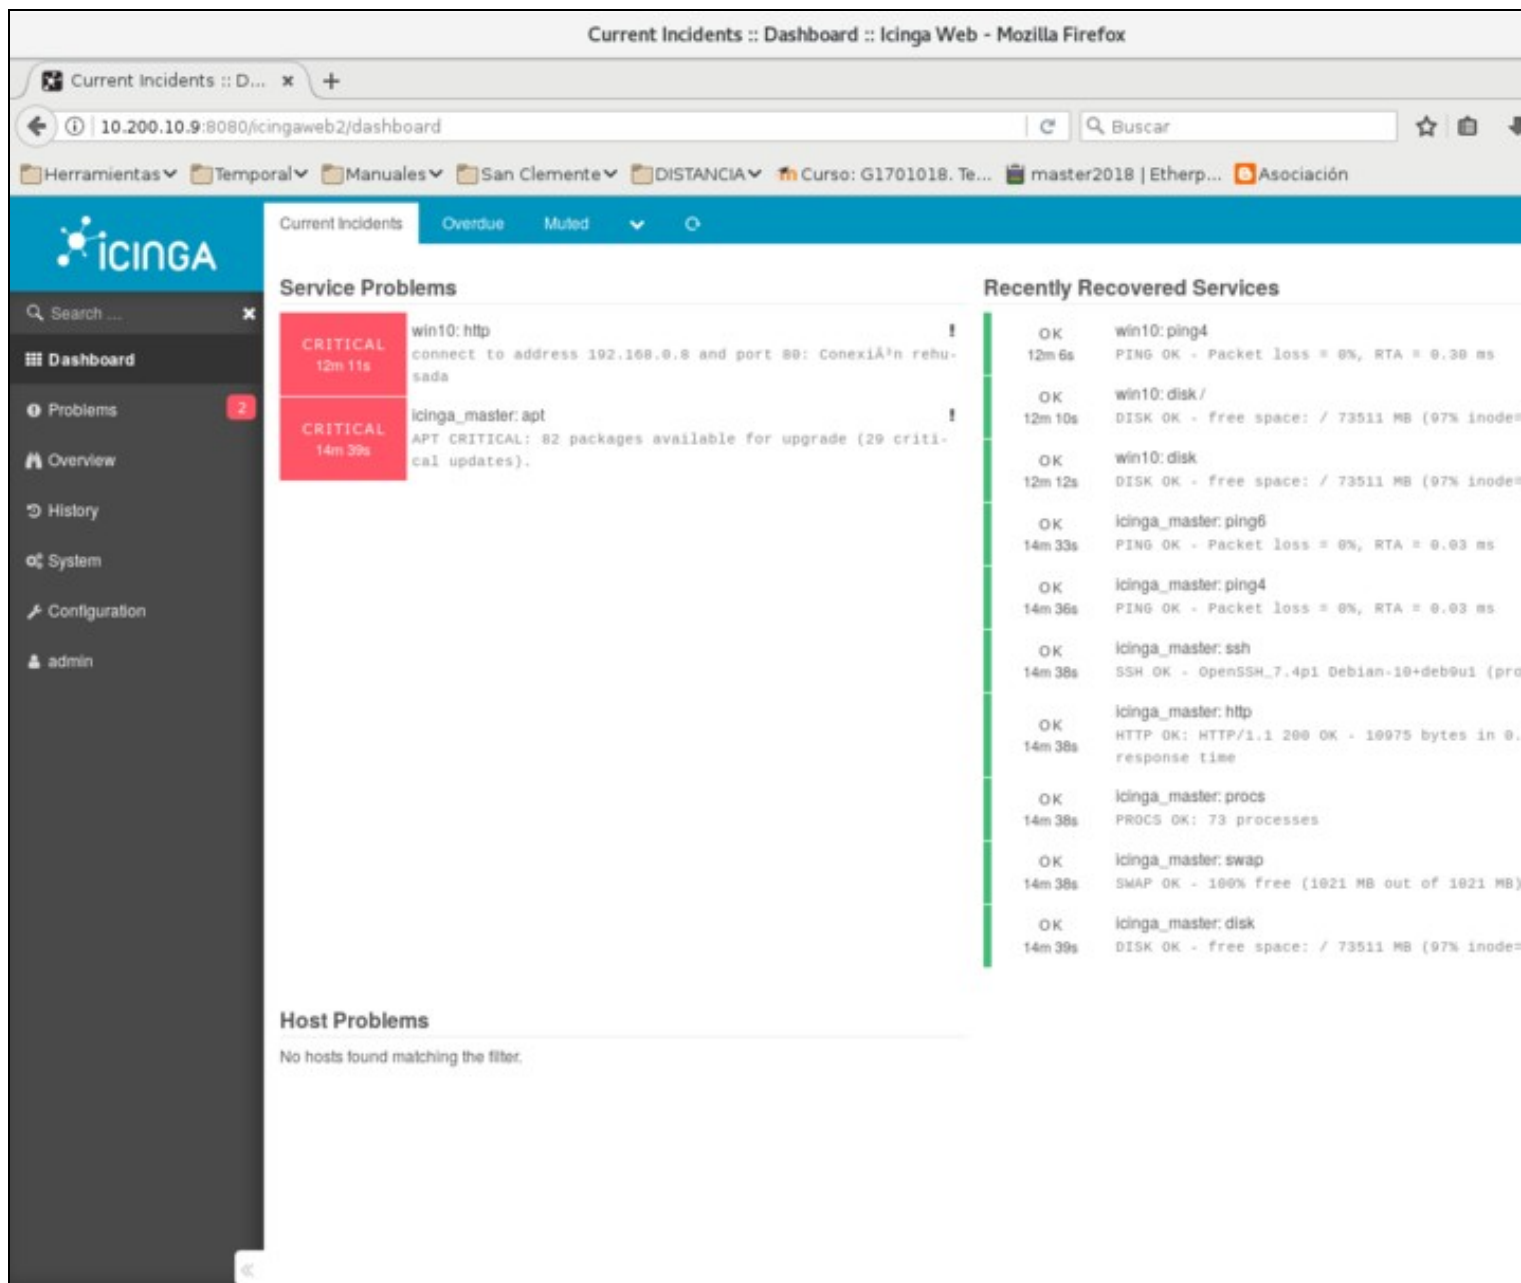 Current Incidents :: Dashboard :: Icinga Web - Mozilla Firefox
Current Incidents :: D...
10.200.10.9:8080/icingaweb2/dashboard
Buscar
Herramientas Temporal Manuales San Clemente DISTANCIA Curso: G1701018. Te... master2018 | Etherp... Asociación
ICINGA
Current Incidents Overdue Muted
Search ...
Dashboard
Problems 2
Overview
History
System
Configuration
admin
Service Problems
CRITICAL
12m 11s
win10: http !
connect to address 192.168.0.8 and port 80: ConexiÃ³n rehu-
sada
CRITICAL
14m 39s
icinga_master: apt !
APT CRITICAL: 82 packages available for upgrade (29 criti-
cal updates).
Recently Recovered Services
OK win10: ping4
12m 6s PING OK - Packet loss = 0%, RTA = 0.30 ms
OK win10: disk /
12m 10s DISK OK - free space: / 73511 MB (97% inode=
OK win10: disk
12m 12s DISK OK - free space: / 73511 MB (97% inode=
OK icinga_master: ping6
14m 33s PING OK - Packet loss = 0%, RTA = 0.03 ms
OK icinga_master: ping4
14m 36s PING OK - Packet loss = 0%, RTA = 0.03 ms
OK icinga_master: ssh
14m 38s SSH OK - OpenSSH_7.4p1 Debian-10+deb9u1 (pro
OK icinga_master: http
14m 38s HTTP OK: HTTP/1.1 200 OK - 10975 bytes in 0.
response time
OK icinga_master: procs
14m 38s PROCS OK: 73 processes
OK icinga_master: swap
14m 38s SWAP OK - 100% free (1021 MB out of 1021 MB)
OK icinga_master: disk
14m 39s DISK OK - free space: / 73511 MB (97% inode=
Host Problems
No hosts found matching the filter.